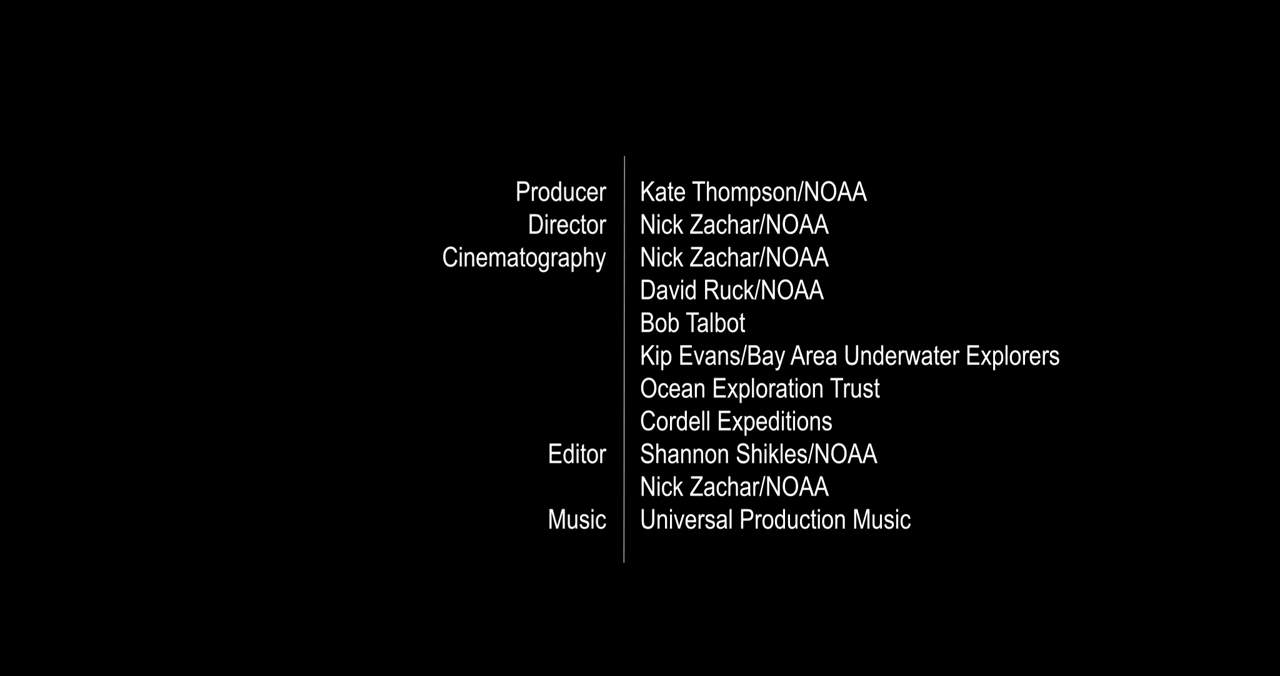 Producer Kate Thompson/NOAA
Director Nick Zachar/NOAA
Cinematography Nick Zachar/NOAA
David Ruck/NOAA
Bob Talbot
Kip Evans/Bay Area Underwater Explorers
Ocean Exploration Trust
Cordell Expeditions
Editor Shannon Shikles/NOAA
Nick Zachar/NOAA
Music Universal Production Music